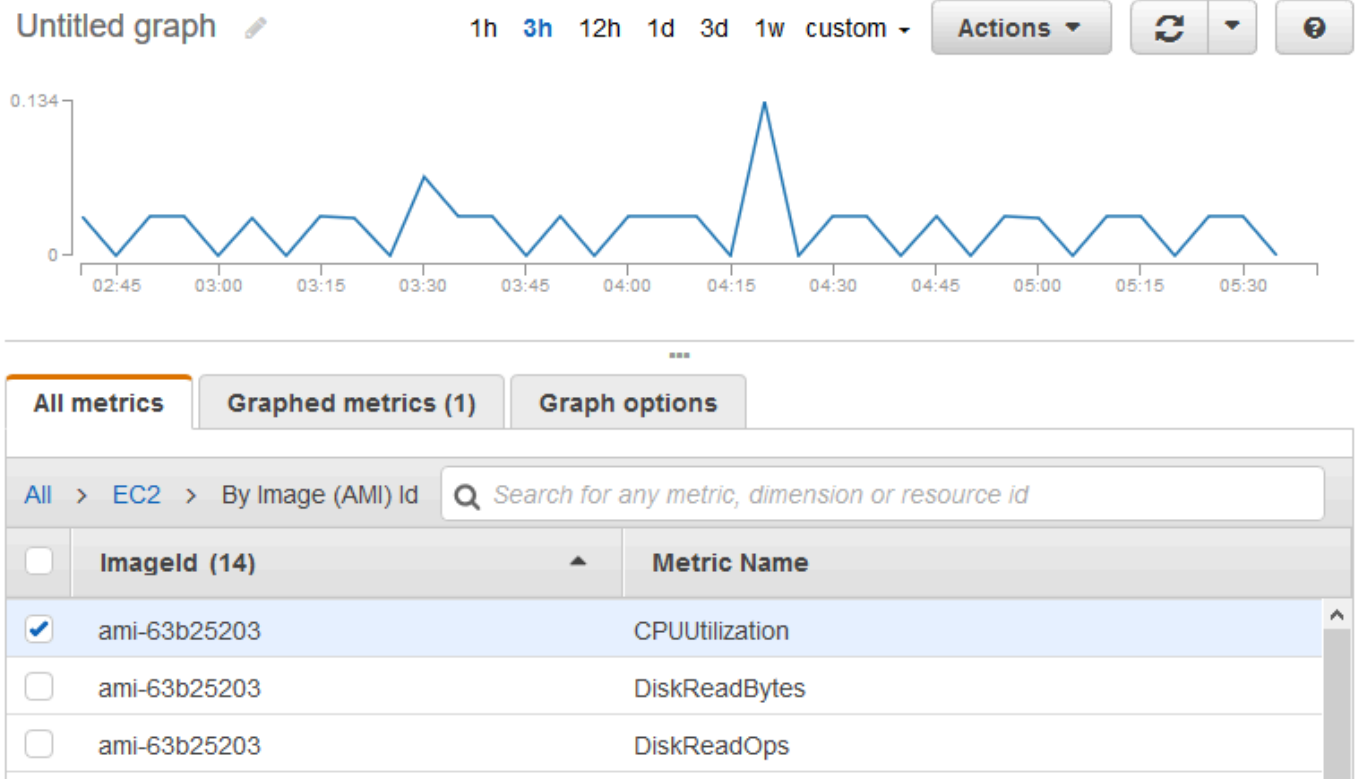 Untitled graph 1h 3h 12h 1d 3d 1w custom Actions
0.134
0
02:45 03:00 03:15 03:30 03:45 04:00 04:15 04:30 04:45 05:00 05:15 05:30
All metrics Graphed metrics (1) Graph options
All > EC2 > By Image (AMI) Id Search for any metric, dimension or resource id
ImageId (14) Metric Name
ami-63b25203 CPUUtilization
ami-63b25203 DiskReadBytes
ami-63b25203 DiskReadOps